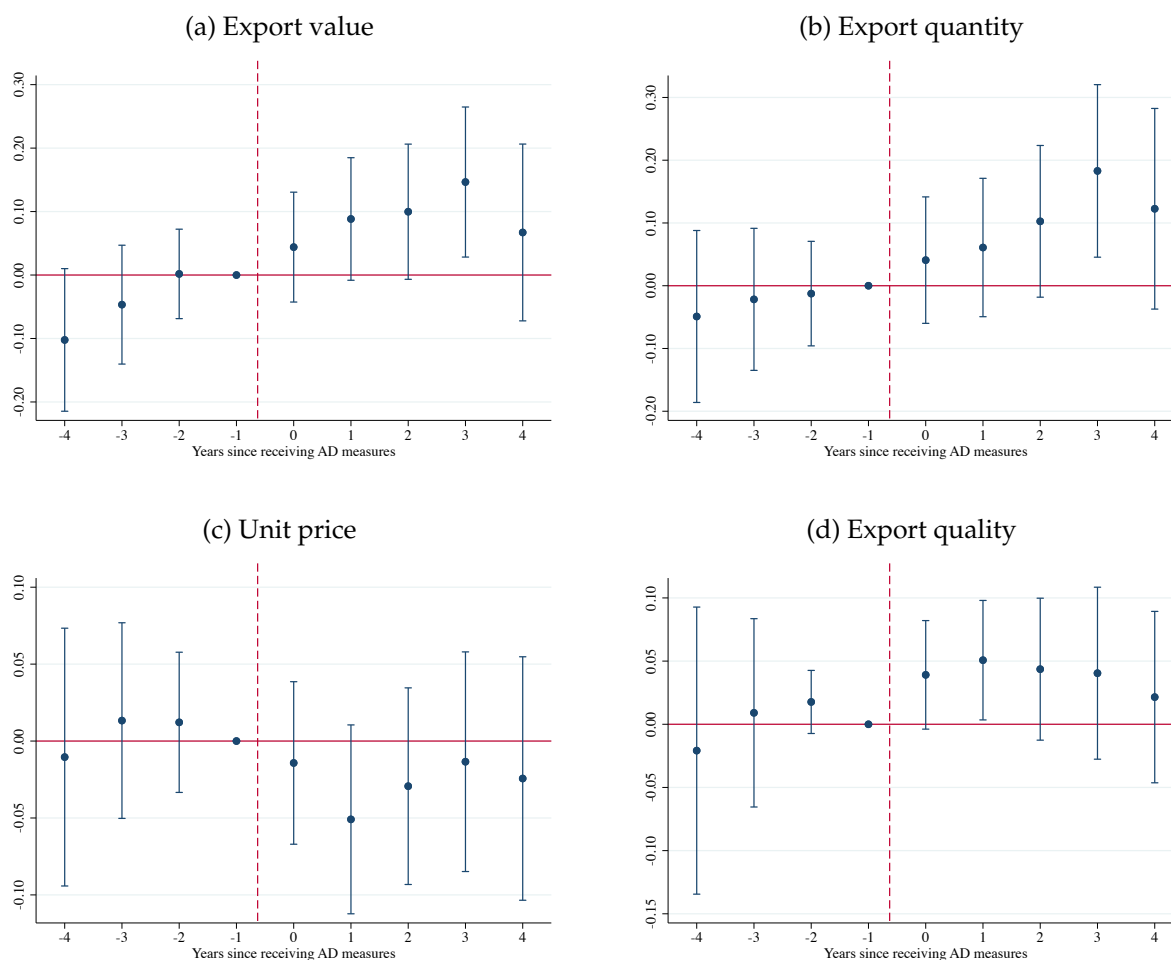 (a) Export value
0.30
0.20
0.10
0.00
-0.10
-0.20
-4 -3 -2 -1 0 1 2 3 4
Years since receiving AD measures
(b) Export quantity
0.30
0.20
0.10
0.00
-0.10
-0.20
-4 -3 -2 -1 0 1 2 3 4
Years since receiving AD measures
(c) Unit price
0.10
0.05
0.00
-0.05
-0.10
-4 -3 -2 -1 0 1 2 3 4
Years since receiving AD measures
(d) Export quality
0.10
0.05
0.00
-0.05
-0.10
-0.15
-4 -3 -2 -1 0 1 2 3 4
Years since receiving AD measures